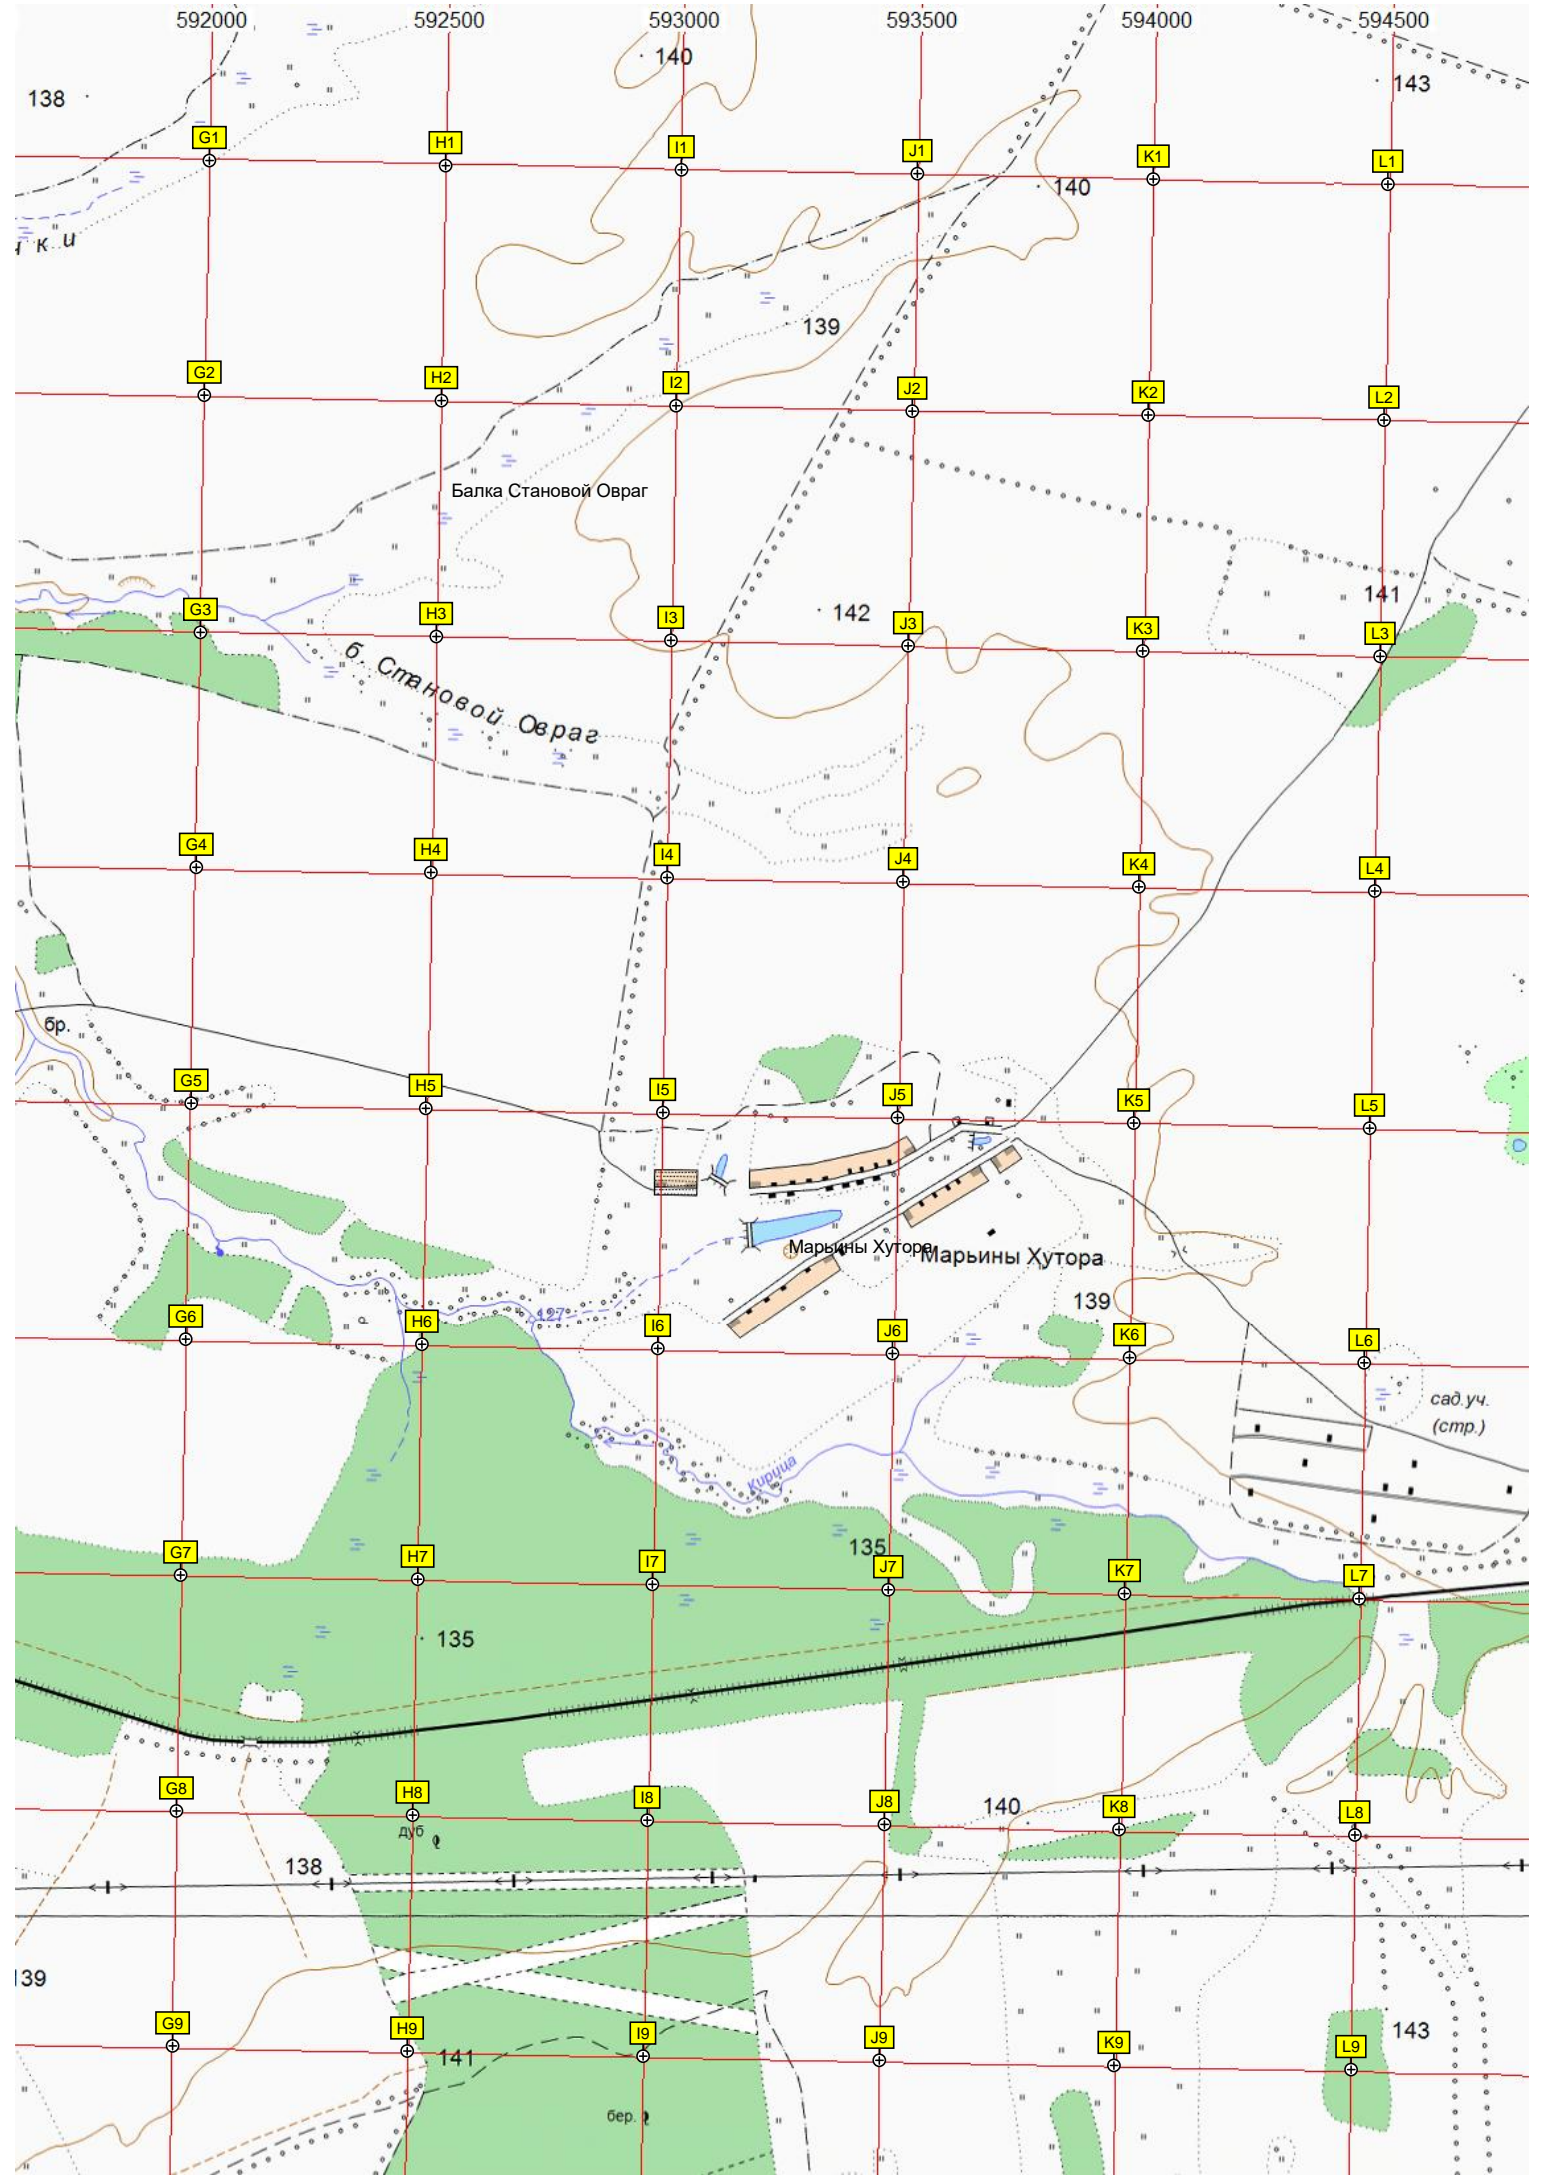 592000 592500 593000 593500 594000 594500
140
143
138
G1 H1 I1 J1 K1 L1
140
чки
139
G2 H2 I2 J2 K2 L2
Балка Становой Овраг
141
142
G3 H3 I3 J3 K3 L3
б. Становой Овраг
G4 H4 I4 J4 K4 L4
бр.
G5 H5 I5 J5 K5 L5
Марьины Хутора
Марьины Хутора
139
127
Р
G6 H6 I6 J6 K6 L6
сад.уч.
(стр.)
Кирица
135
G7 H7 I7 J7 K7 L7
135
G8 H8 I8 J8 K8 L8
140
дуб
138
139
G9 H9 I9 J9 K9 L9
143
141
бер.